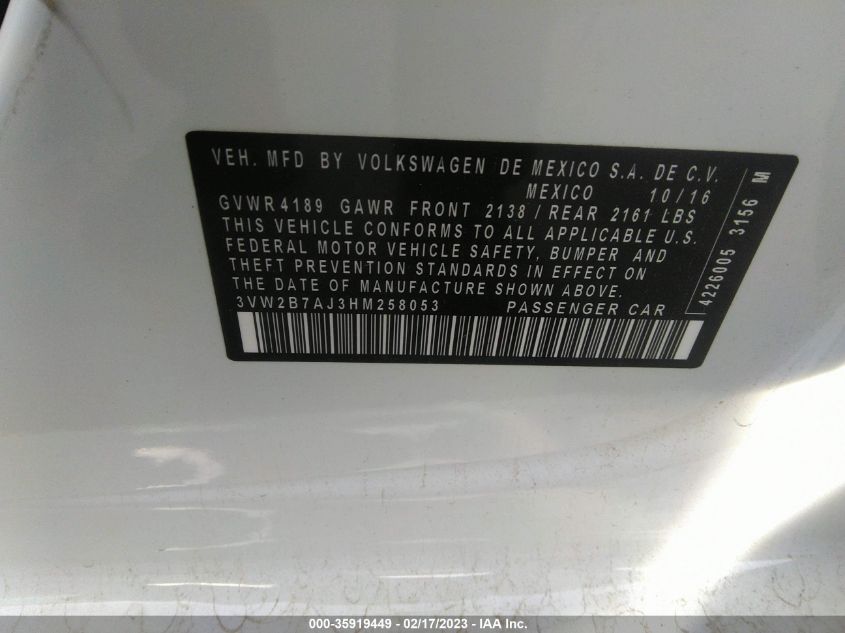 VEH. MFD BY VOLKSWAGEN DE MEXICO S.A. DE C.V.
MEXICO 10/16
GVWR 4189 GAWR FRONT 2138 / REAR 2161 LBS
THIS VEHICLE CONFORMS TO ALL APPLICABLE U.S.
FEDERAL MOTOR VEHICLE SAFETY, BUMPER AND
THEFT PREVENTION STANDARDS IN EFFECT ON
THE DATE OF MANUFACTURE SHOWN ABOVE.
3VW2B7AJ3HM258053 PASSENGER CAR
4226005 3156 M
000-35919449 - 02/17/2023 - IAA Inc.